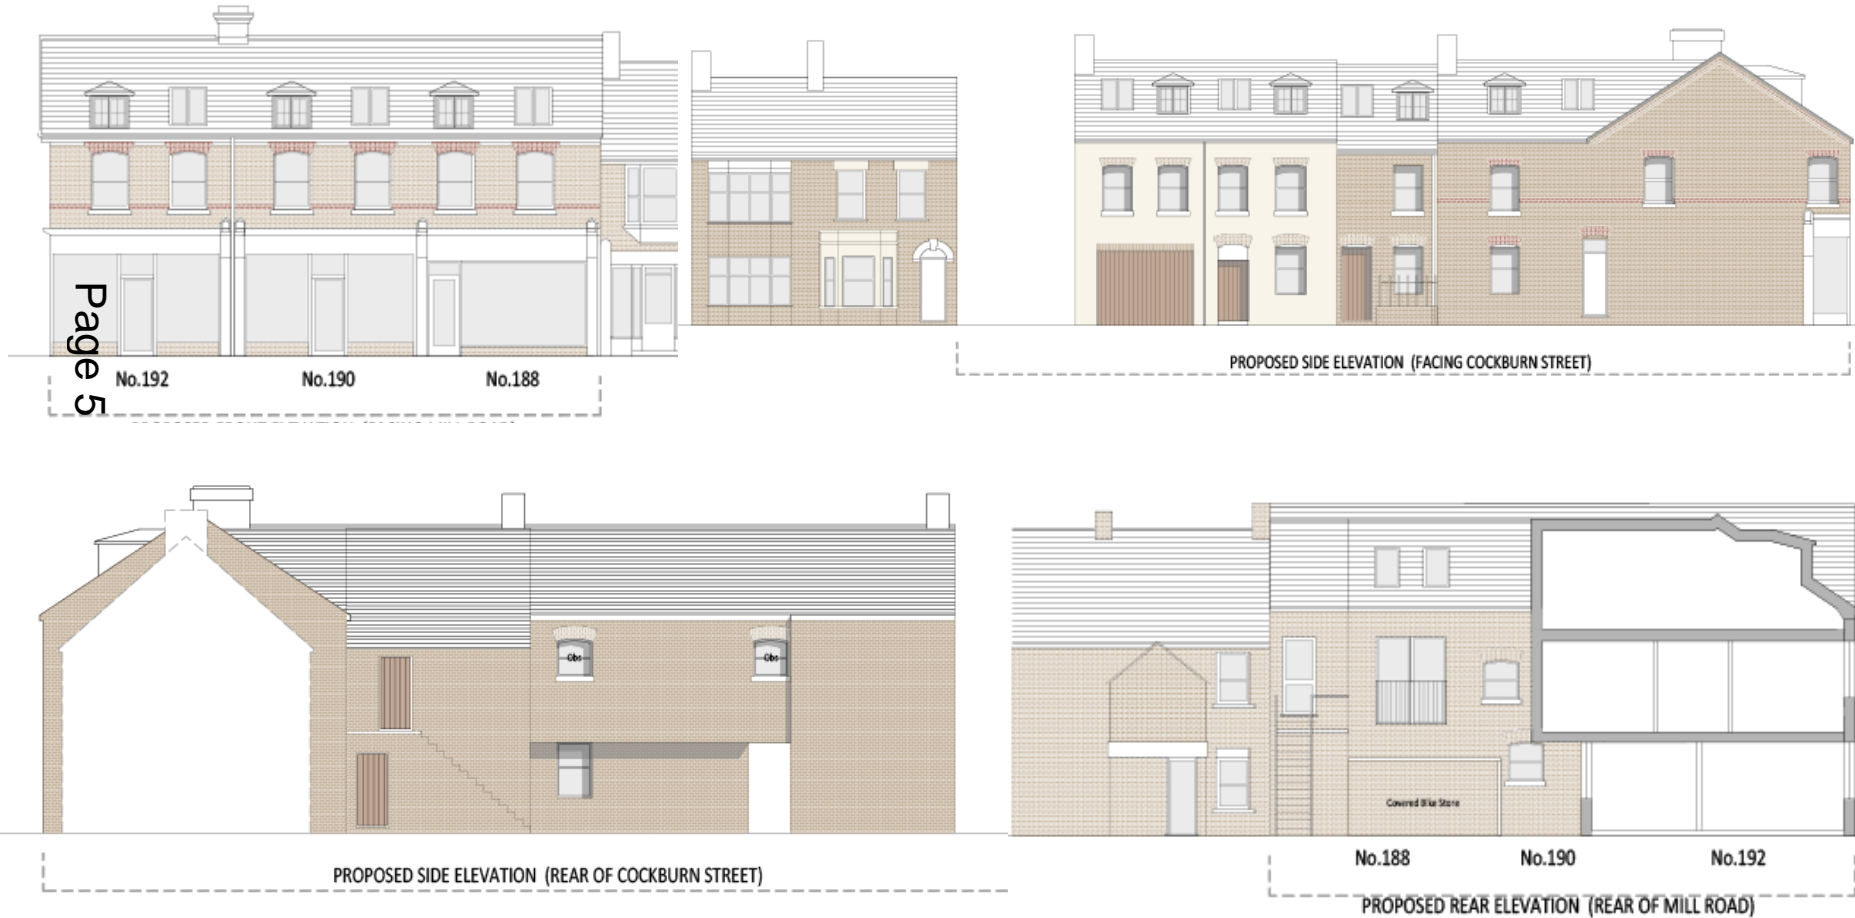 Page 5
No.192
No.190
No.188
PROPOSED SIDE ELEVATION (FACING COCKBURN STREET)
Obs
Obs
PROPOSED SIDE ELEVATION (REAR OF COCKBURN STREET)
Covered Bike Store
No.188
No.190
No.192
PROPOSED REAR ELEVATION (REAR OF MILL ROAD)